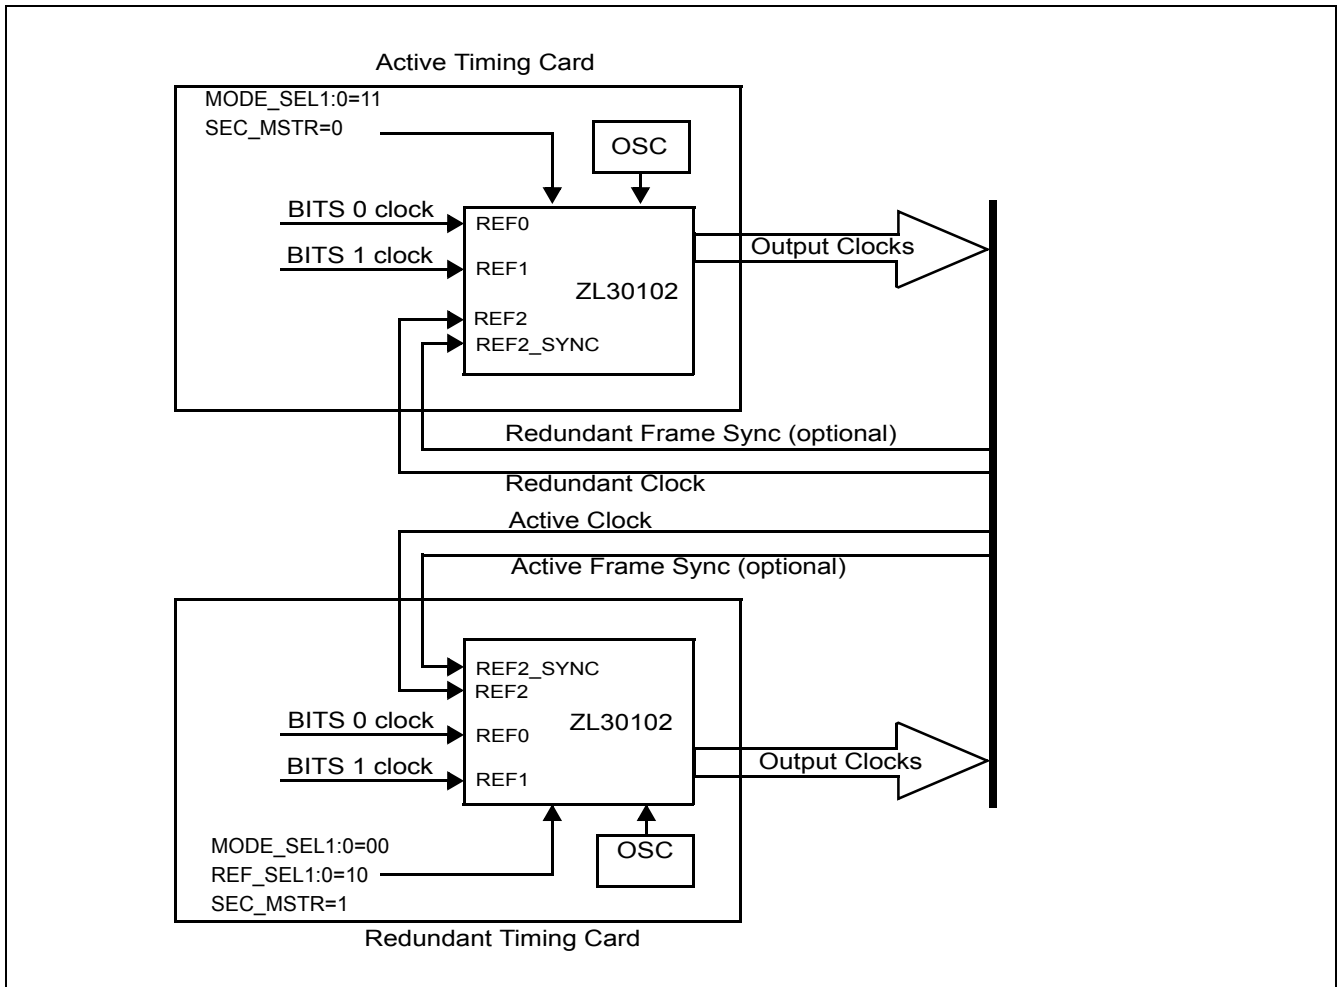 Active Timing Card
MODE_SEL1:0=11
SEC_MSTR=0
OSC
BITS 0 clock
REF0
BITS 1 clock
REF1
ZL30102
Output Clocks
REF2
REF2_SYNC
Redundant Frame Sync (optional)
Redundant Clock
Active Clock
Active Frame Sync (optional)
REF2_SYNC
REF2
BITS 0 clock
REF0
ZL30102
BITS 1 clock
REF1
Output Clocks
MODE_SEL1:0=00
REF_SEL1:0=10
SEC_MSTR=1
OSC
Redundant Timing Card